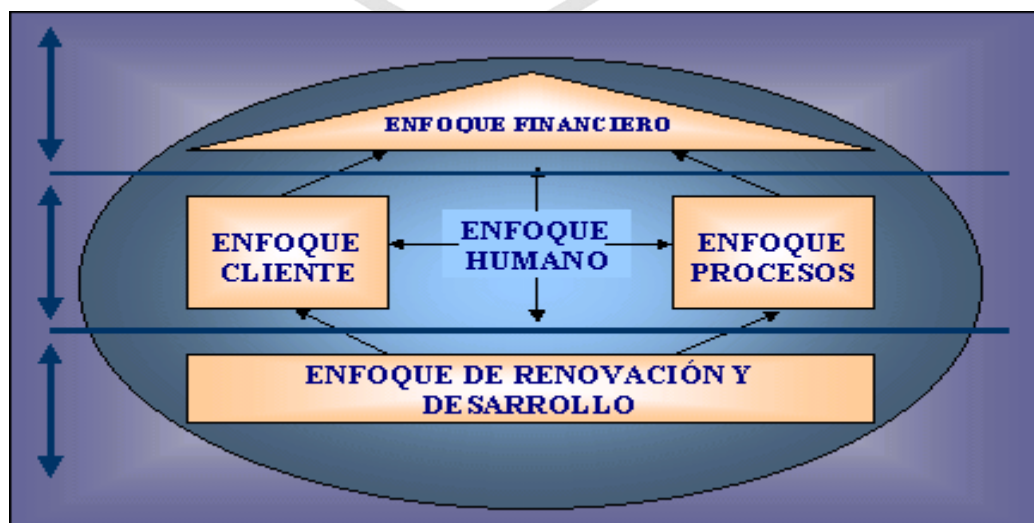 ENFOQUE FINANCIERO
ENFOQUE
CLIENTE
ENFOQUE
HUMANO
ENFOQUE
PROCESOS
ENFOQUE DE RENOVACIÓN Y
DESARROLLO